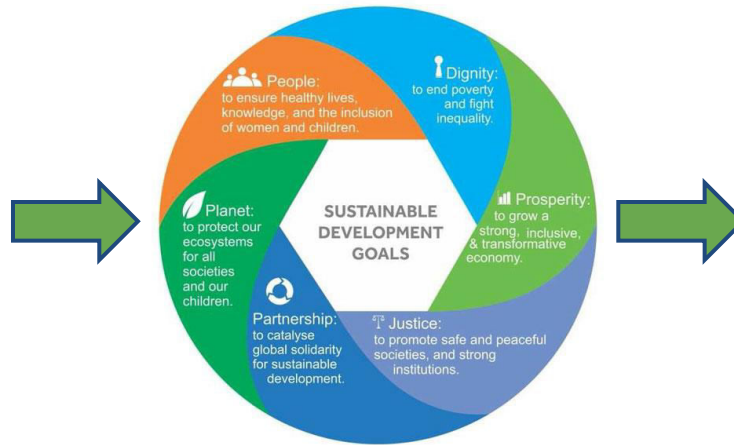 People:
to ensure healthy lives,
knowledge, and the inclusion
of women and children.
Dignity:
to end poverty
and fight
inequality.
Planet:
to protect our
ecosystems
for all
societies
and our
children.
SUSTAINABLE
DEVELOPMENT
GOALS
Prosperity:
to grow a
strong, inclusive,
& transformative
economy.
Partnership:
to catalyse
global solidarity
for sustainable
development.
Justice:
to promote safe and peaceful
societies, and strong
institutions.